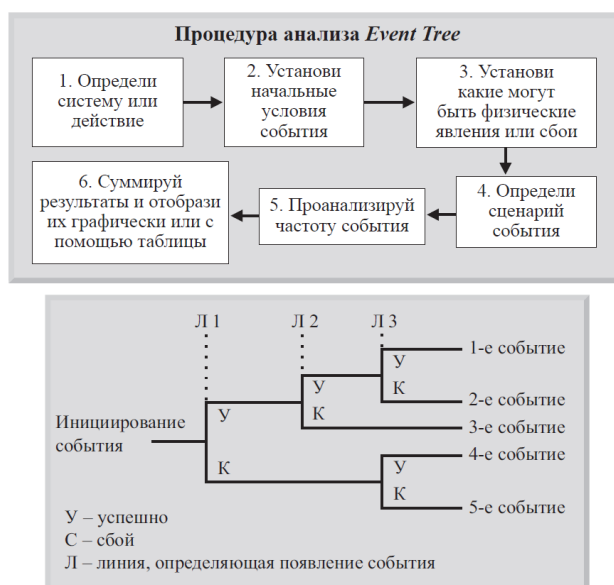 Процедура анализа Event Tree
1. Определи
систему или
действие
2. Установи
начальные
условия
события
3. Установи
какие могут
быть физические
явления или сбои
4. Определи
сценарий
события
5. Проанализируй
частоту события
6. Суммируй
результаты и отобрази
их графически или с
помощью таблицы
Л 1
Л 2
Л 3
1-е событие
У
У
К
2-е событие
Инициирование
события
У
К
3-е событие
К
У
4-е событие
К
5-е событие
У – успешно
С – сбой
Л – линия, определяющая появление события